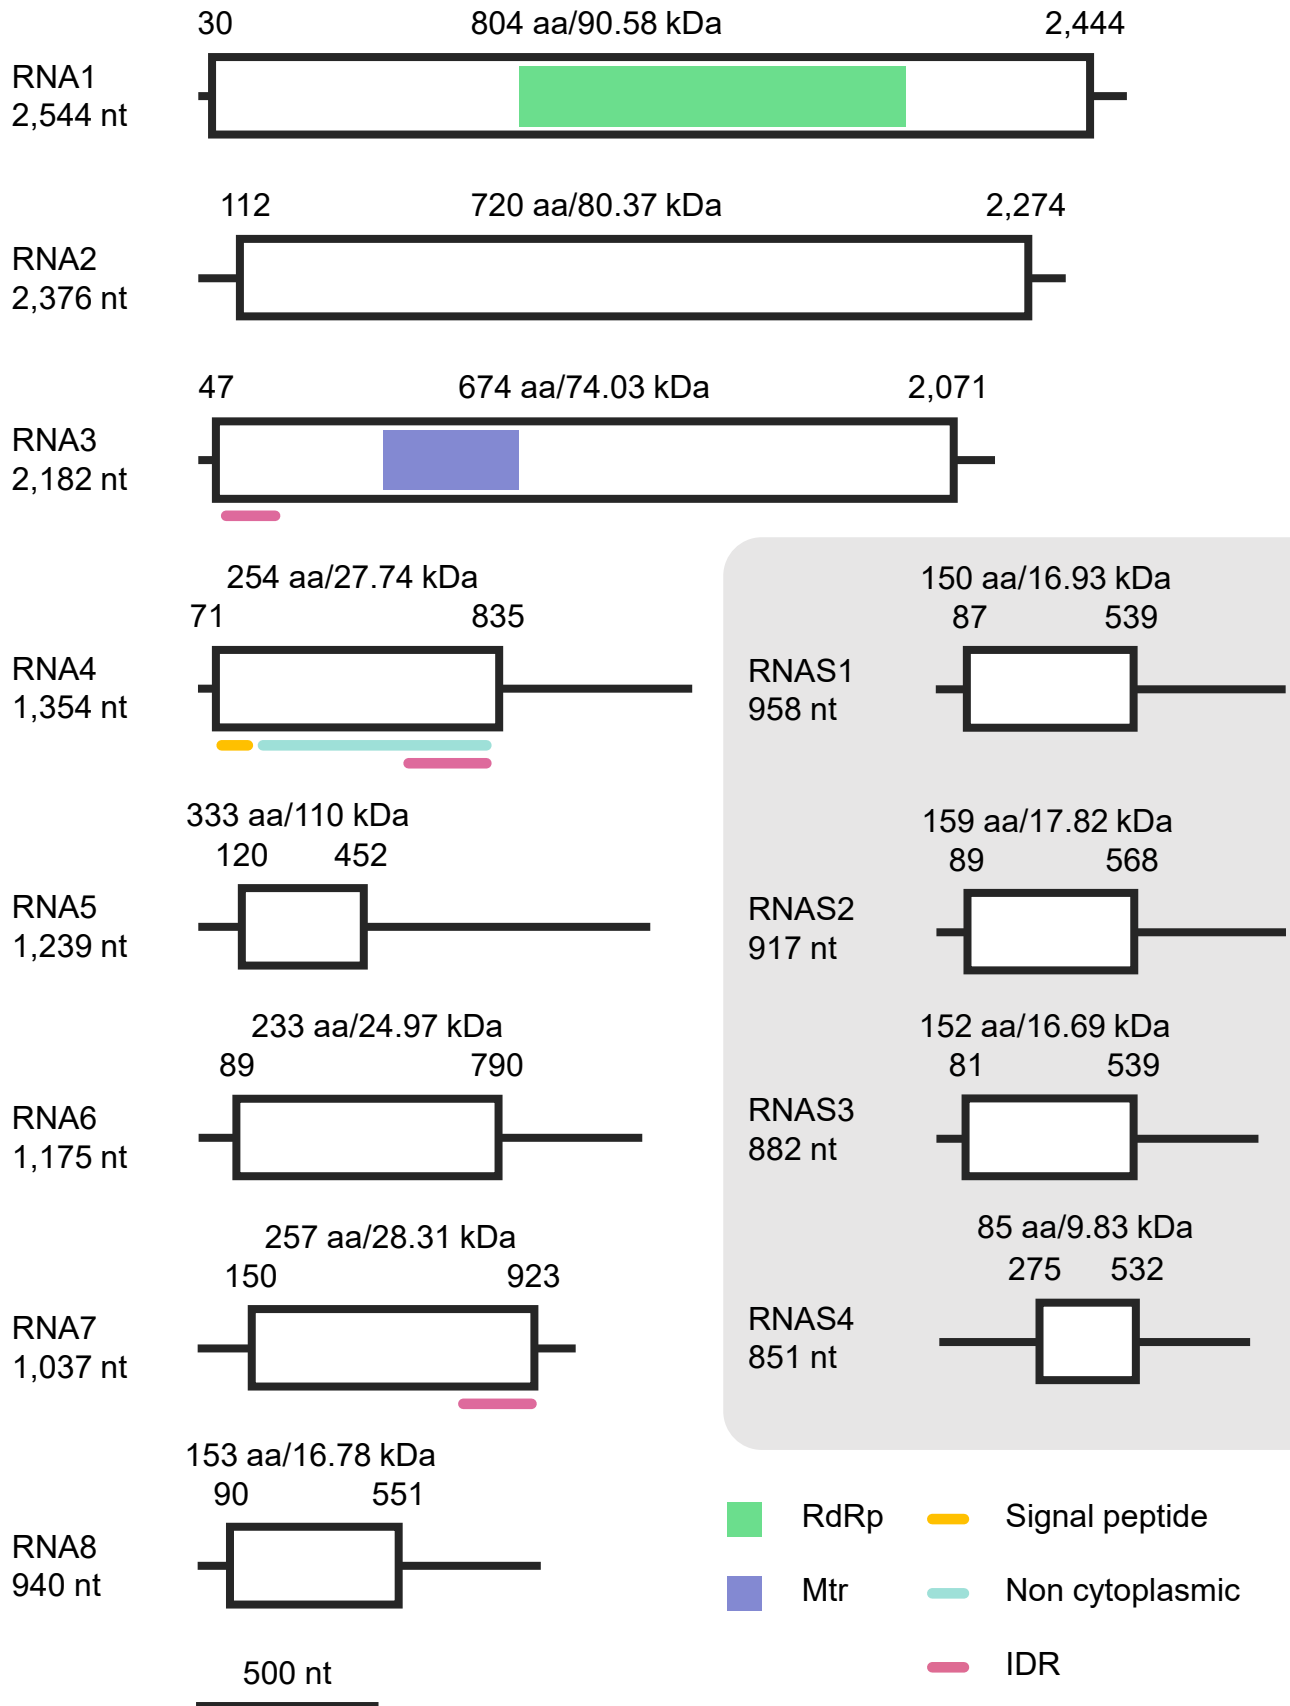 30 804 aa/90.58 kDa 2,444
RNA1
2,544 nt
112 720 aa/80.37 kDa 2,274
RNA2
2,376 nt
47 674 aa/74.03 kDa 2,071
RNA3
2,182 nt
254 aa/27.74 kDa
71 835
RNA4
1,354 nt
333 aa/110 kDa
120 452
RNA5
1,239 nt
233 aa/24.97 kDa
89 790
RNA6
1,175 nt
257 aa/28.31 kDa
150 923
RNA7
1,037 nt
153 aa/16.78 kDa
90 551
RNA8
940 nt
500 nt
150 aa/16.93 kDa
87 539
RNAS1
958 nt
159 aa/17.82 kDa
89 568
RNAS2
917 nt
152 aa/16.69 kDa
81 539
RNAS3
882 nt
85 aa/9.83 kDa
275 532
RNAS4
851 nt
RdRp
Mtr
Signal peptide
Non cytoplasmic
IDR